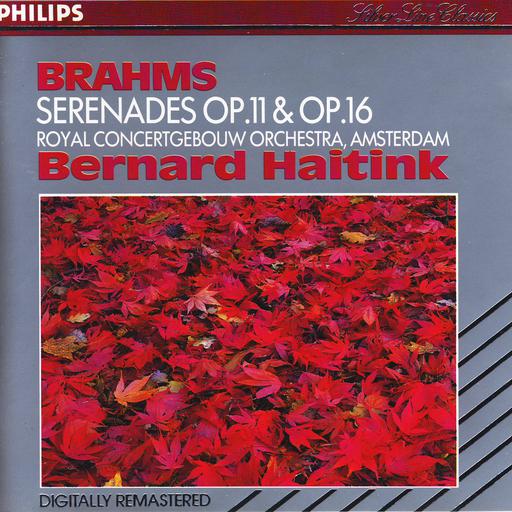 PHILIPS
Silver Line Classics
BRAHMS
SERENADES OP.11 & OP.16
ROYAL CONCERTGEBOUW ORCHESTRA, AMSTERDAM
Bernard Haitink
DIGITALLY REMASTERED